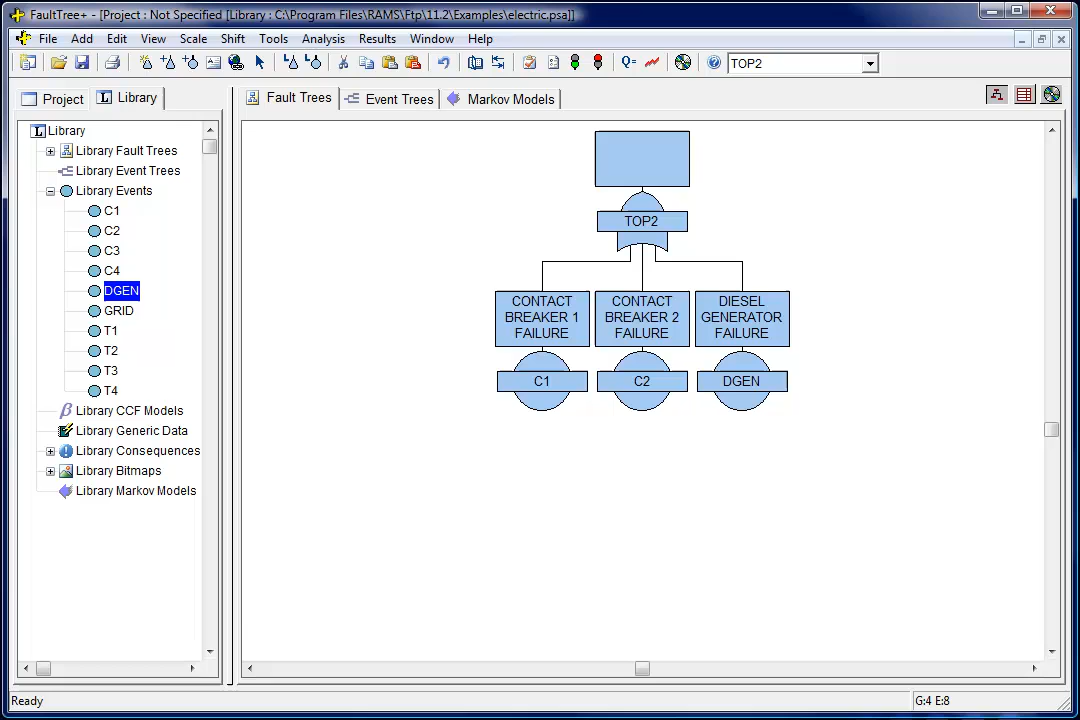 FaultTree+ - [Project : Not Specified [Library : C:\Program Files\RAMS\Ftp\11.2\Examples\electric.psa]]
File Add Edit View Scale Shift Tools Analysis Results Window Help
Q= TOP2
Project Library Fault Trees Event Trees Markov Models
Library
Library Fault Trees
Library Event Trees
Library Events
C1
C2
C3
C4
DGEN
GRID
T1
T2
T3
T4
Library CCF Models
Library Generic Data
Library Consequences
Library Bitmaps
Library Markov Models
TOP2
CONTACT BREAKER 1 FAILURE
CONTACT BREAKER 2 FAILURE
DIESEL GENERATOR FAILURE
C1 C2 DGEN
Ready G:4 E:8